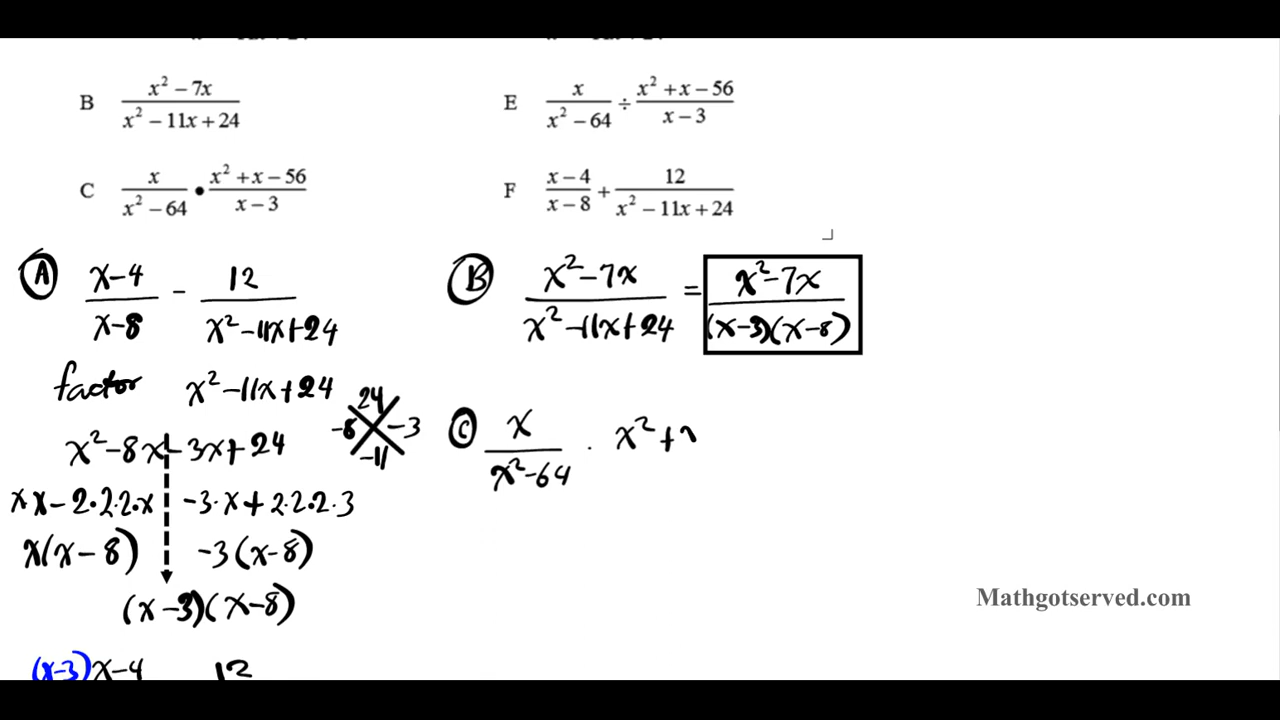 B (x² − 7x)/(x² − 11x + 24)
E x/(x² − 64) ÷ (x² + x − 56)/(x − 3)
C x/(x² − 64) • (x² + x − 56)/(x − 3)
F (x − 4)/(x − 8) + 12/(x² − 11x + 24)
A (x−4)/(x−8) − 12/(x² −11x+24)
factor x² −11x+24
24
−8 −3
−11
x² −8x − 3x+24
x x − 2•2•2•x −3•x + 2•2•2•3
x(x − 8) −3(x−8)
(x −3)(x −8)
(x−3)x−4 12
B (x² −7x)/(x² −11x+24) = (x² −7x)/((x−3)(x−8))
C x/(x² −64) · x² +
Mathgotserved.com